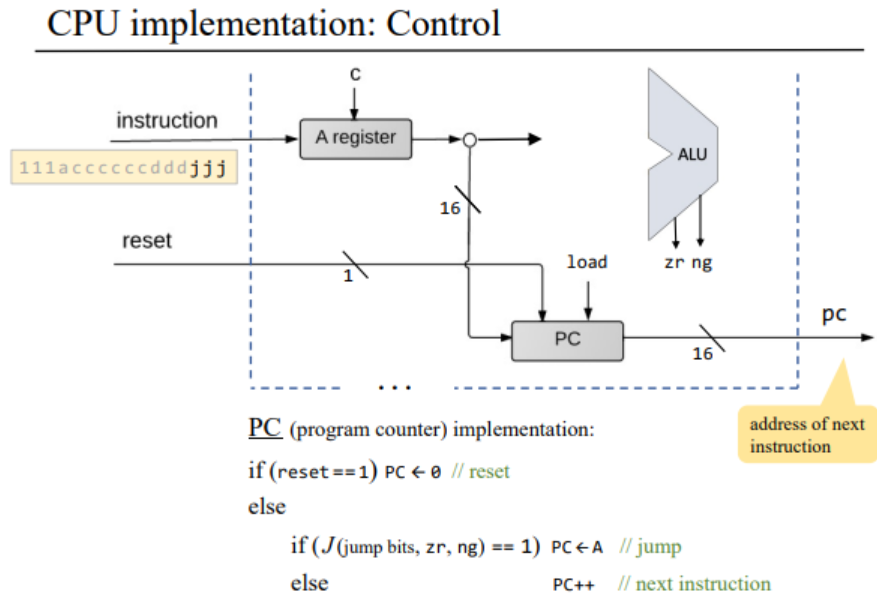 CPU implementation: Control
C
instruction
A register
111accccccdddjjj
ALU
16
reset
1
load
zr ng
PC
16
pc
...
address of next
instruction
PC (program counter) implementation:
if (reset==1) PC ← 0 // reset
else
if (J(jump bits, zr, ng) == 1) PC ← A // jump
else PC++ // next instruction